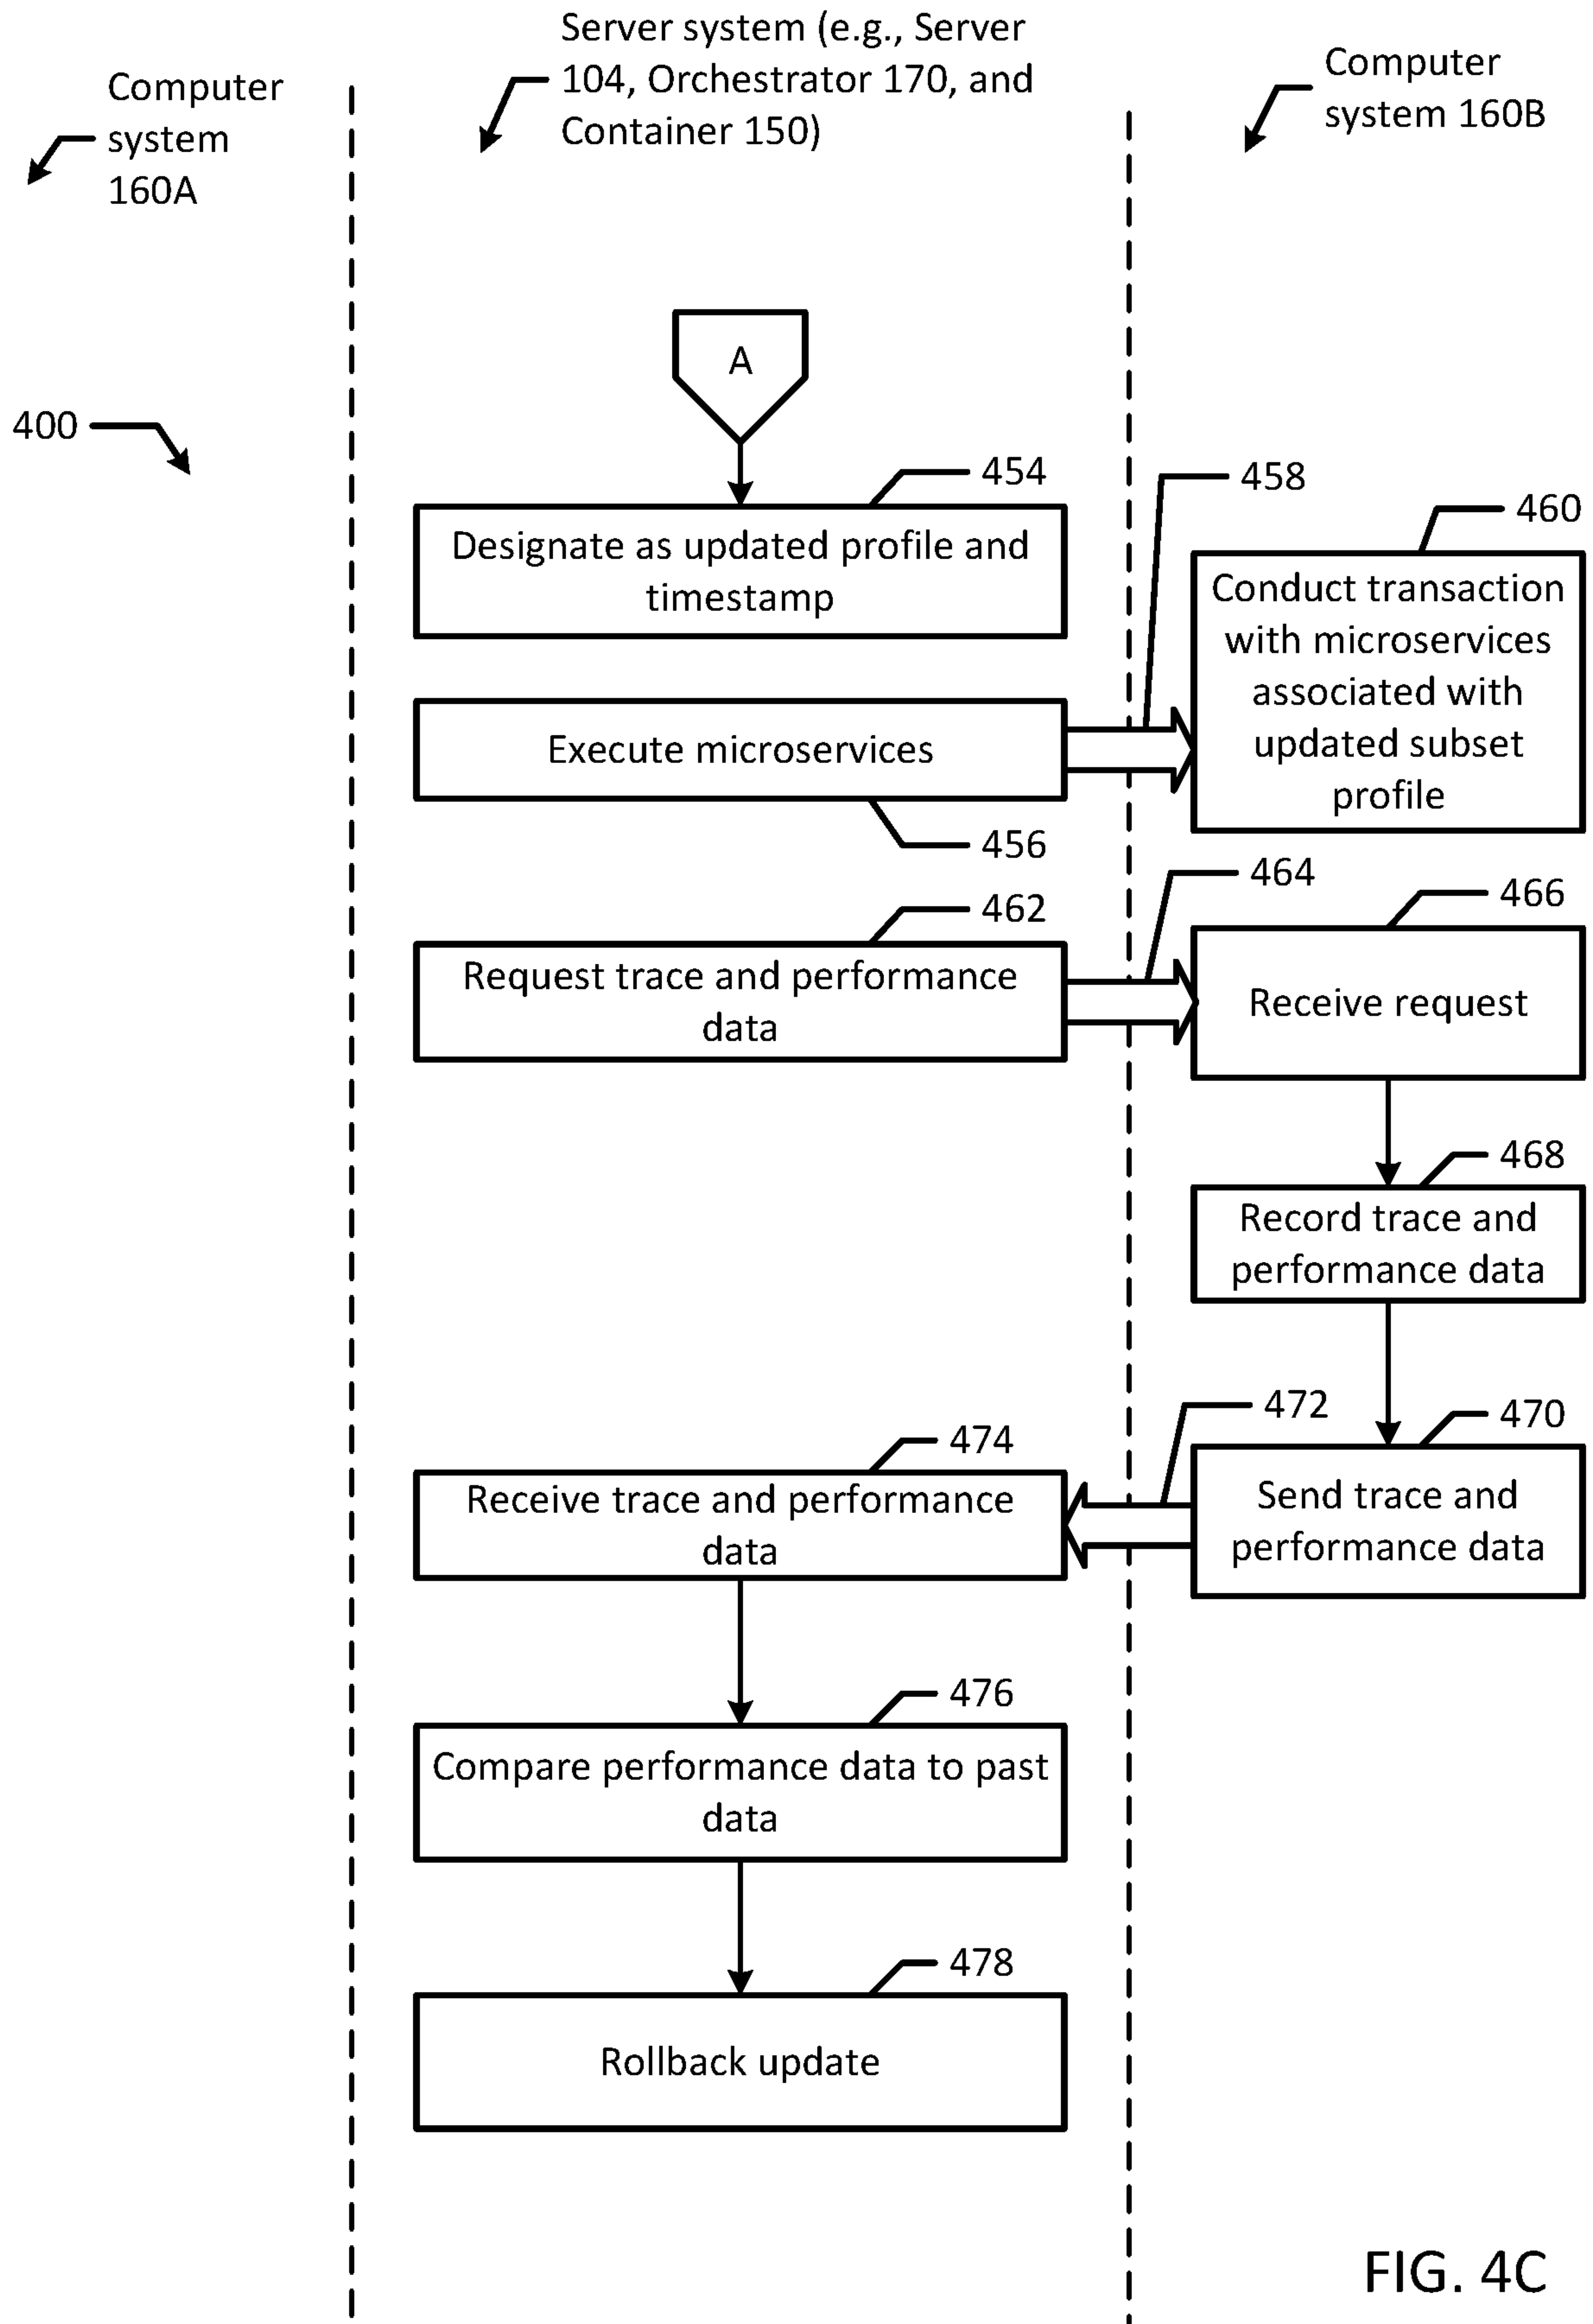 Computer
system
160A
Server system (e.g., Server
104, Orchestrator 170, and
Container 150)
Computer
system 160B
A
400
454
Designate as updated profile and
timestamp
458
460
Conduct transaction
with microservices
associated with
updated subset
profile
Execute microservices
456
464
466
462
Request trace and performance
data
Receive request
468
Record trace and
performance data
472
470
474
Receive trace and performance
data
Send trace and
performance data
476
Compare performance data to past
data
478
Rollback update
FIG. 4C